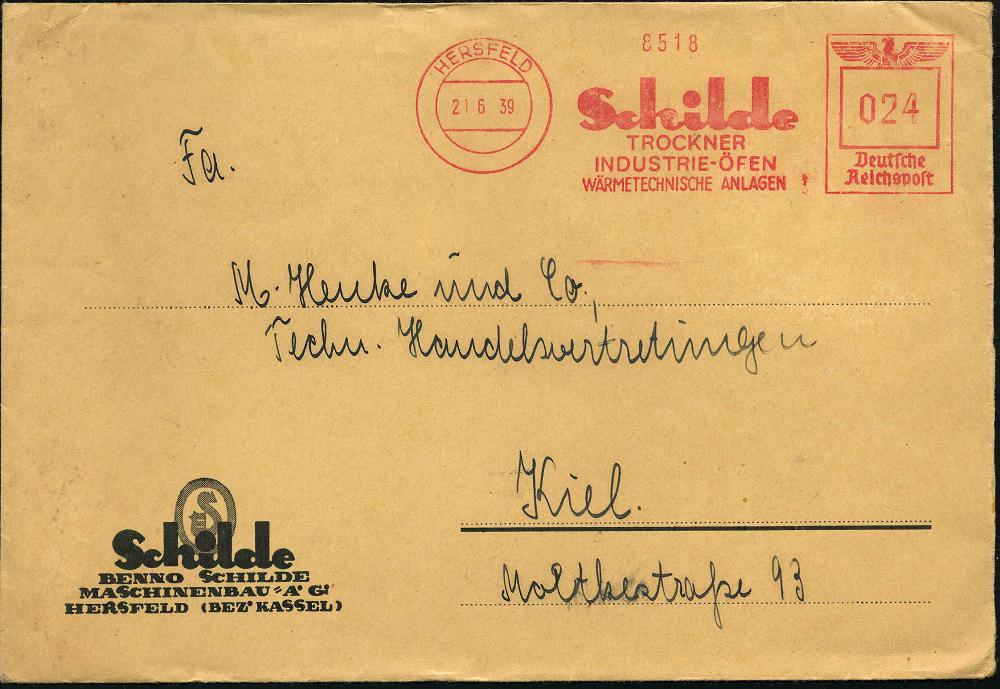 8518
HERSFELD
21 6 39
Schilde
TROCKNER
INDUSTRIE-ÖFEN
WÄRMETECHNISCHE ANLAGEN
024
Deutsche
Reichspost
Fa.
M. Henke und Co.,
Techn. Handelsvertretungen
Kiel.
Moltkestraße 93
Schilde
BENNO SCHILDE
MASCHINENBAU-A.G.
HERSFELD (BEZ. KASSEL)